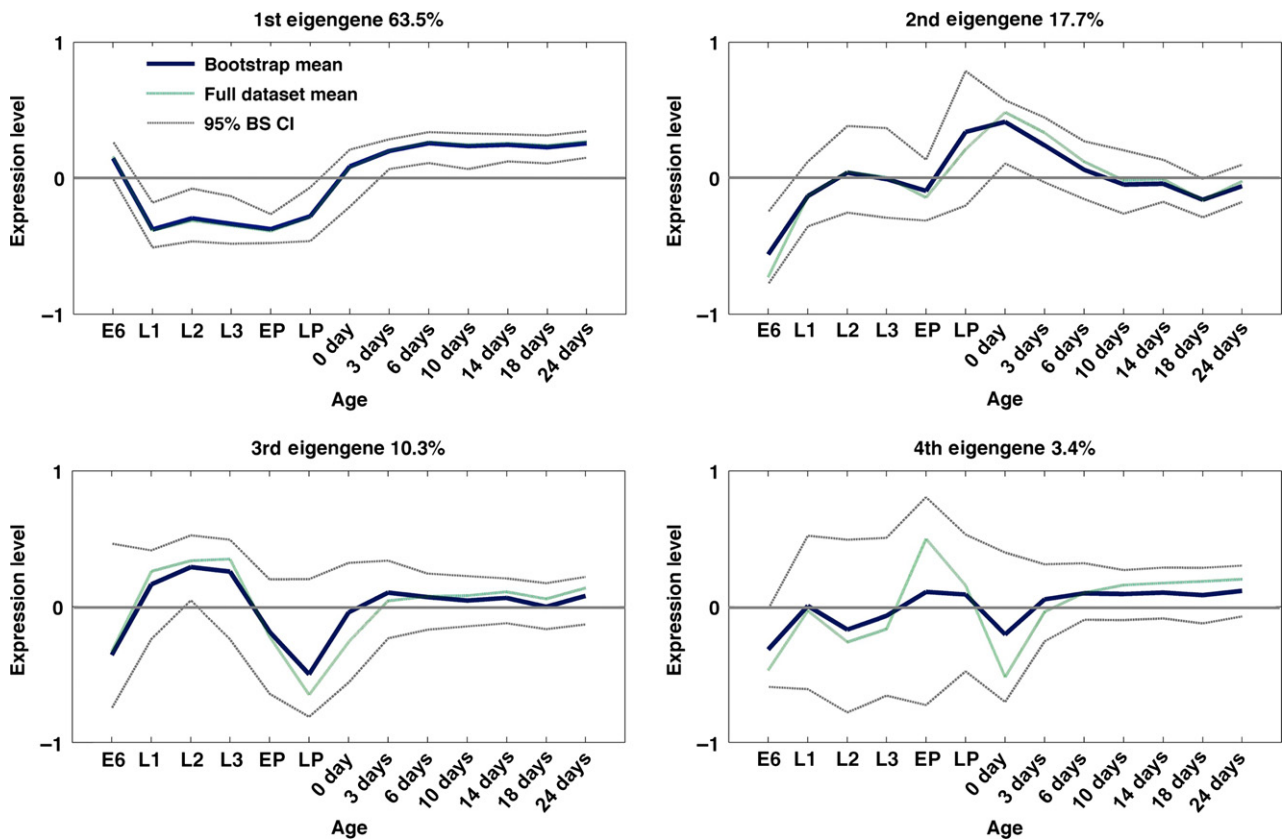 1st eigengene 63.5%
1
Bootstrap mean
Full dataset mean
95% BS CI
Expression level
0
−1
E6 L1 L2 L3 EP LP 0 day 3 days 6 days 10 days 14 days 18 days 24 days
Age
2nd eigengene 17.7%
1
Expression level
0
−1
E6 L1 L2 L3 EP LP 0 day 3 days 6 days 10 days 14 days 18 days 24 days
Age
3rd eigengene 10.3%
1
Expression level
0
−1
E6 L1 L2 L3 EP LP 0 day 3 days 6 days 10 days 14 days 18 days 24 days
Age
4th eigengene 3.4%
1
Expression level
0
−1
E6 L1 L2 L3 EP LP 0 day 3 days 6 days 10 days 14 days 18 days 24 days
Age